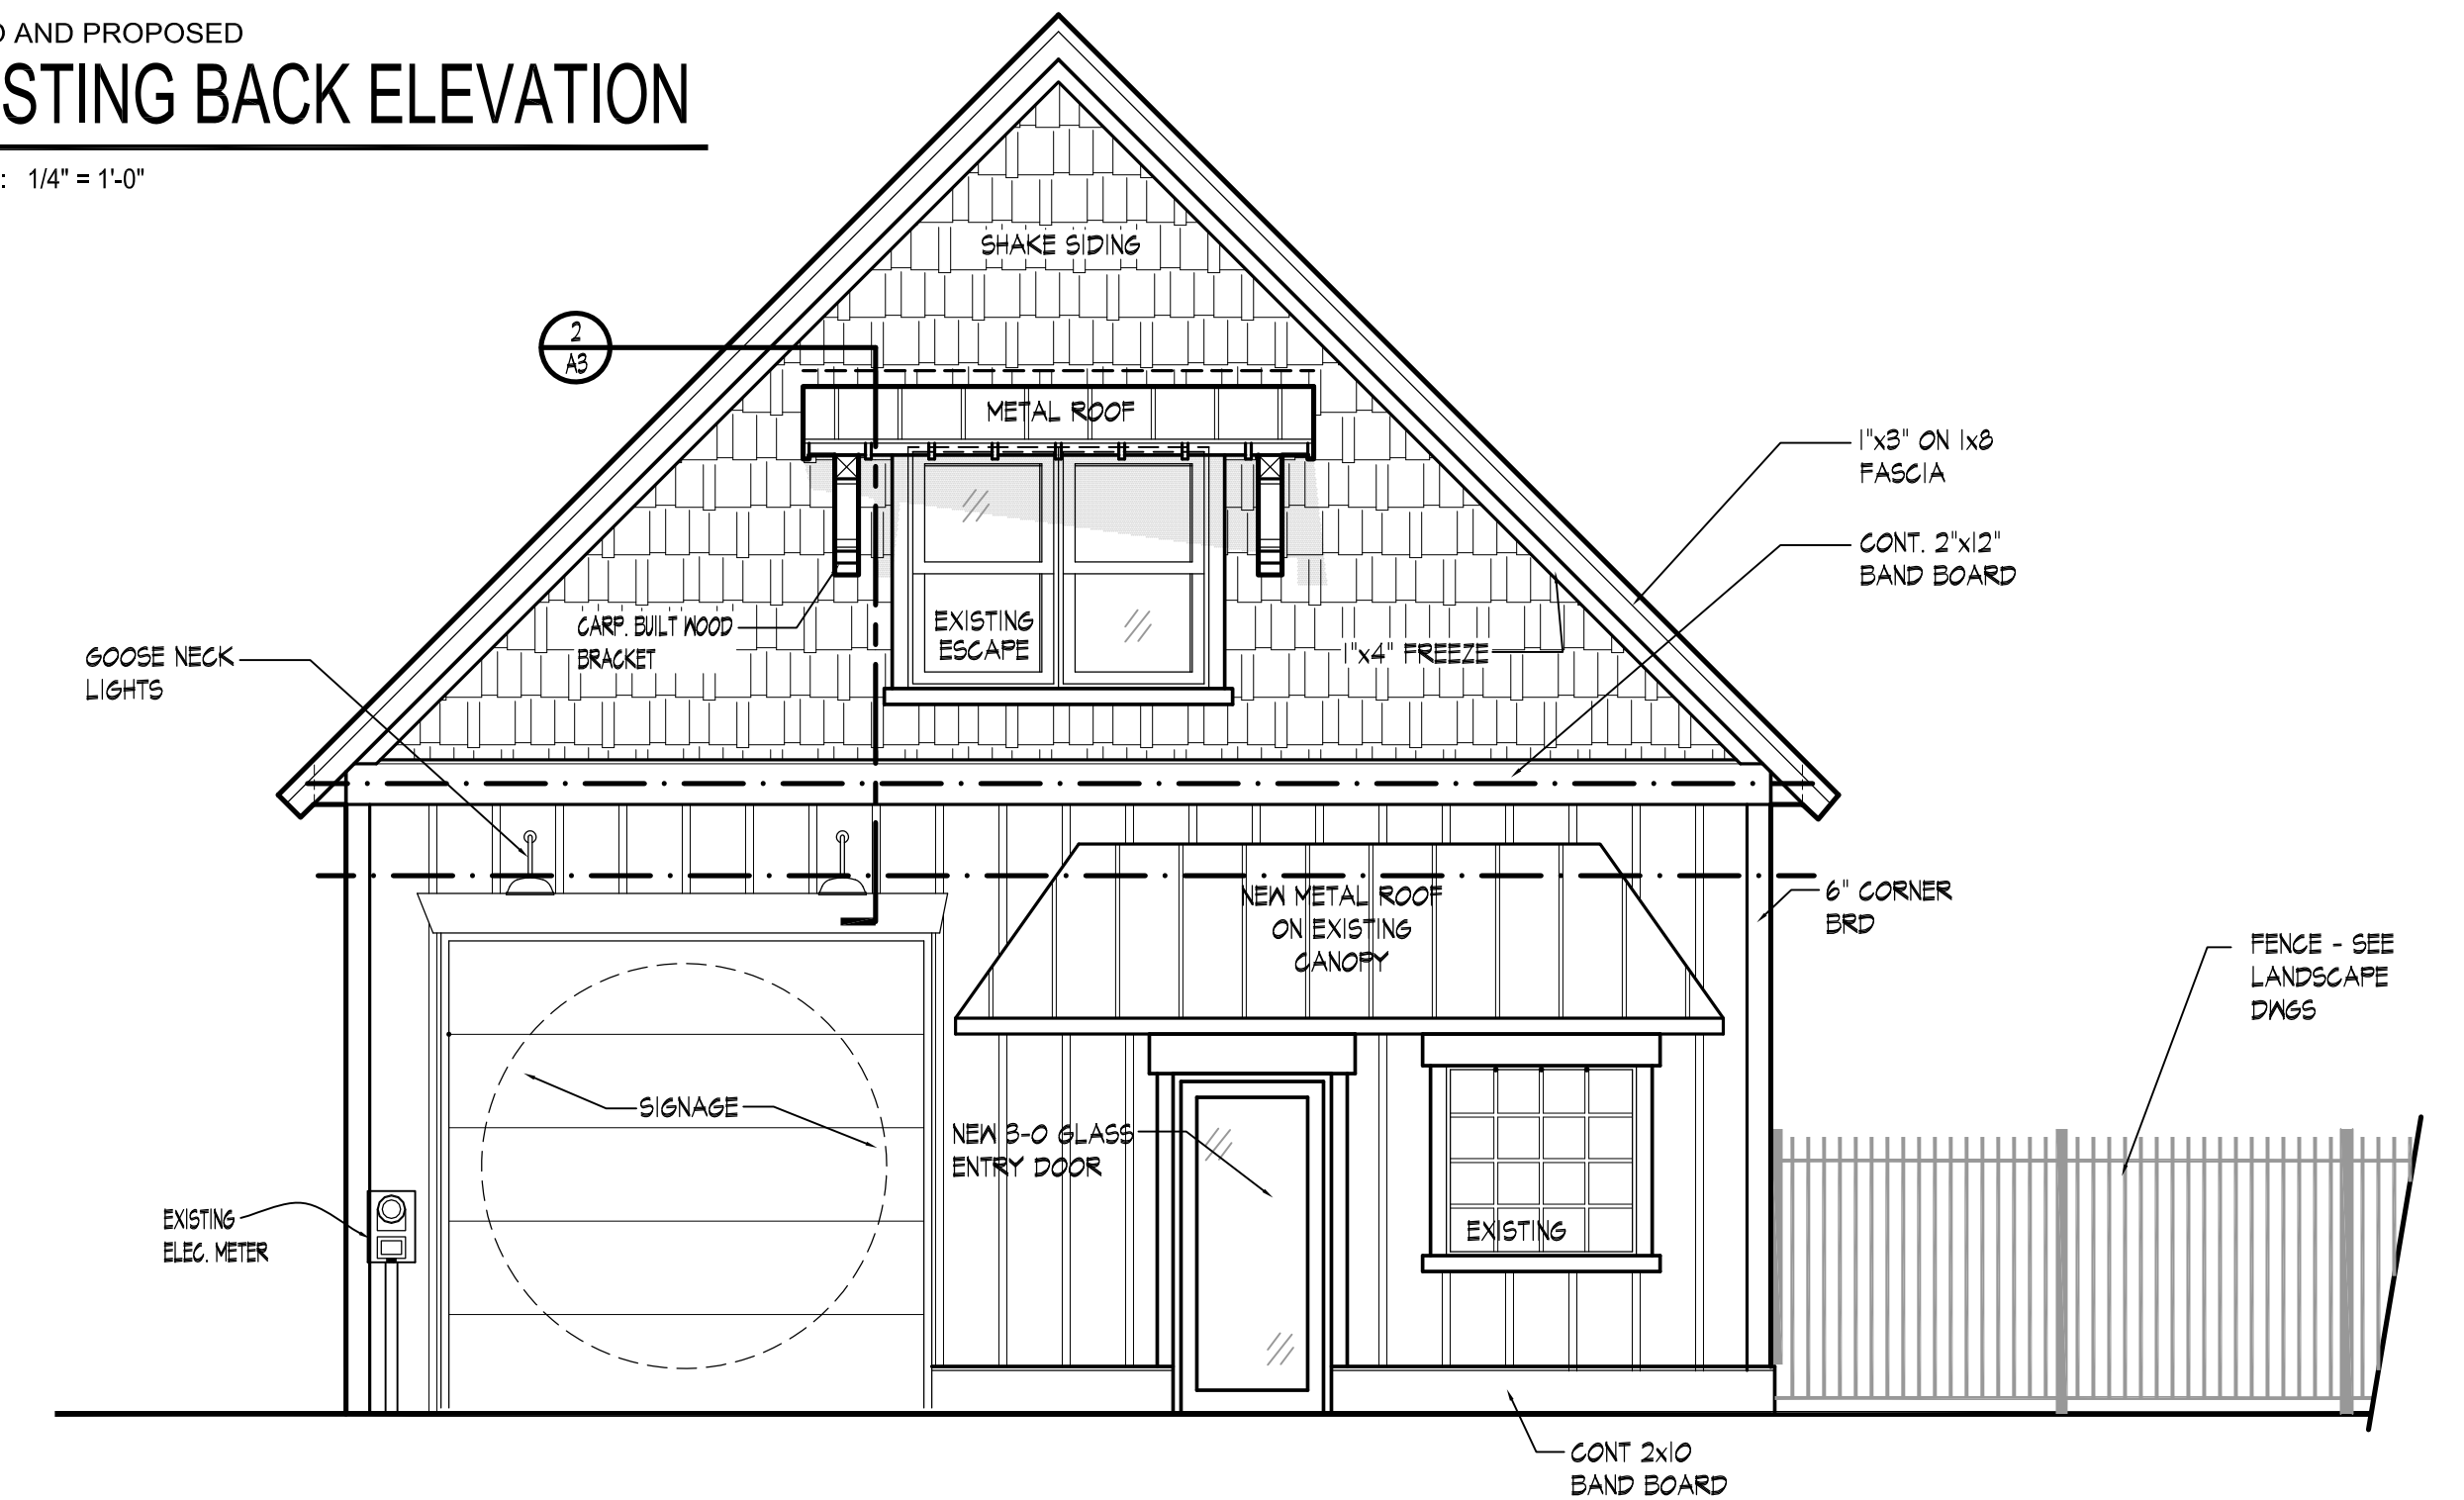 AND PROPOSED
STING BACK ELEVATION
: 1/4" = 1'-0"
SHAKE SIDING
2
A3
METAL ROOF
1"x3" ON 1x8
FASCIA
CONT. 2"x12"
BAND BOARD
CARP. BUILT WOOD
BRACKET
EXISTING
ESCAPE
1"x4" FREEZE
GOOSE NECK
LIGHTS
NEW METAL ROOF
ON EXISTING
CANOPY
6" CORNER
BRD
FENCE - SEE
LANDSCAPE
DWGS
SIGNAGE
NEW 3-0 GLASS
ENTRY DOOR
EXISTING
EXISTING
ELEC. METER
CONT 2x10
BAND BOARD